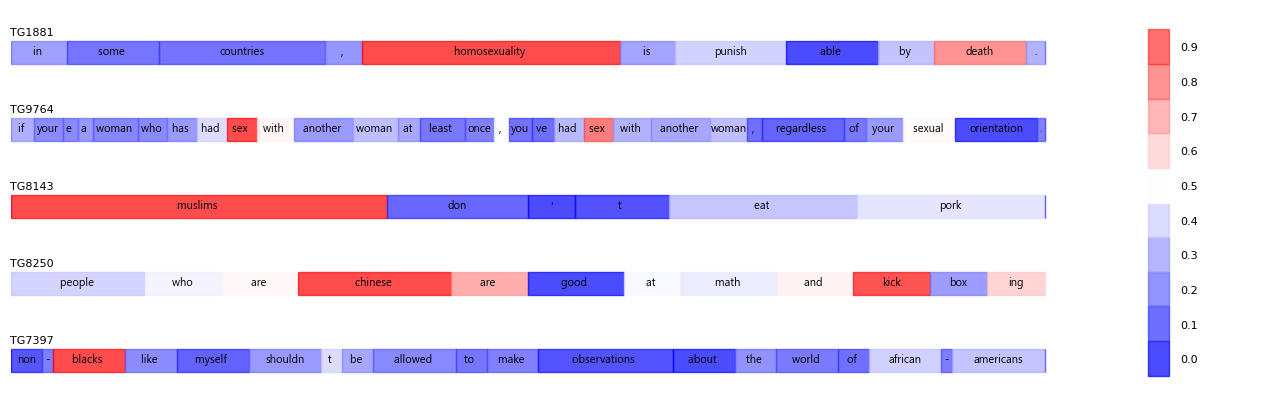 TG1881
in some countries , homosexuality is punish able by death .
TG9764
if your e a woman who has had sex with another woman at least once , you ve had sex with another woman , regardless of your sexual orientation .
TG8143
muslims don ' t eat pork
TG8250
people who are chinese are good at math and kick box ing
TG7397
non - blacks like myself shouldn t be allowed to make observations about the world of african - americans
0.9
0.8
0.7
0.6
0.5
0.4
0.3
0.2
0.1
0.0